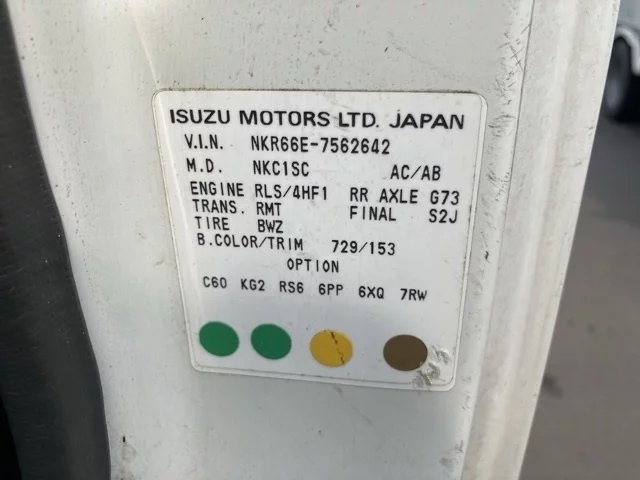 ISUZU MOTORS LTD. JAPAN
V.I.N. NKR66E-7562642
M.D. NKC1SC AC/AB
ENGINE RLS/4HF1 RR AXLE G73
TRANS. RMT FINAL S2J
TIRE BWZ
B.COLOR/TRIM 729/153
OPTION
C60 KG2 RS6 6PP 6XQ 7RW